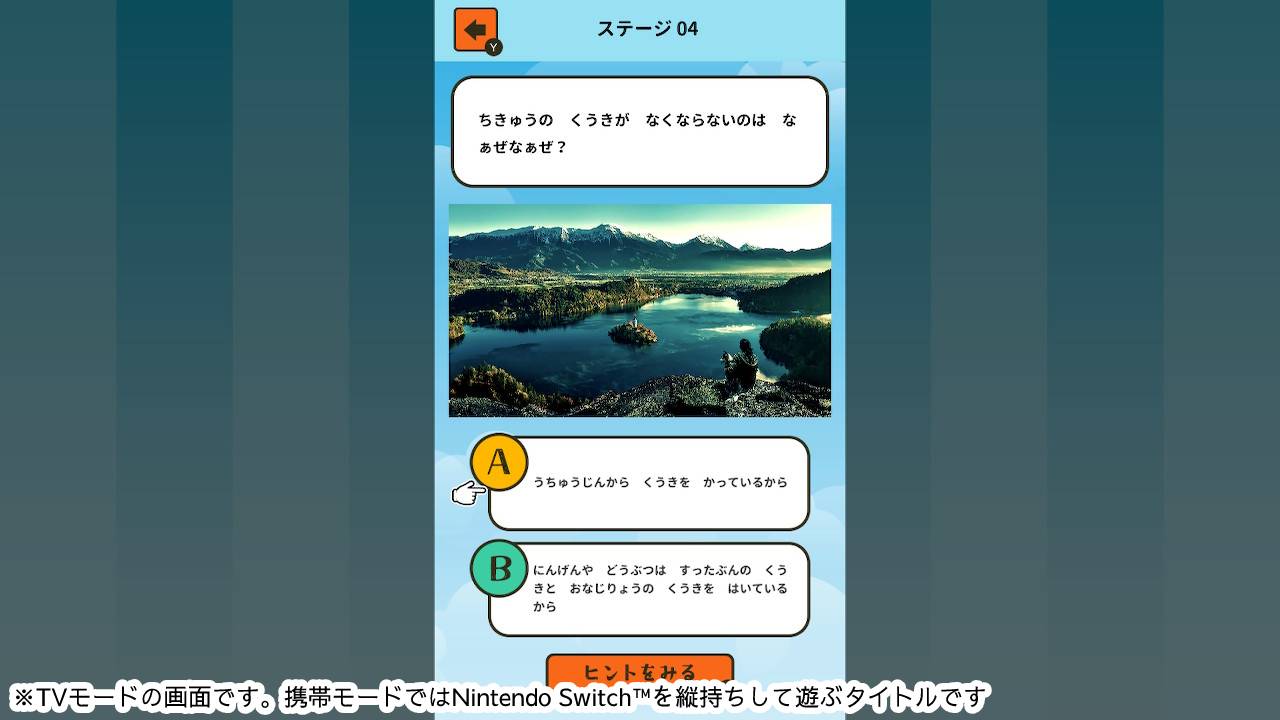 Y
ステージ 04
ちきゅうの　くうきが　なくならないのは　な
ぁぜなぁぜ？
A
うちゅうじんから　くうきを　かっているから
B
にんげんや　どうぶつは　すったぶんの　くう
きと　おなじりょうの　くうきを　はいている
から
ヒントをみる
※TVモードの画面です。携帯モードではNintendo Switch™を縦持ちして遊ぶタイトルです